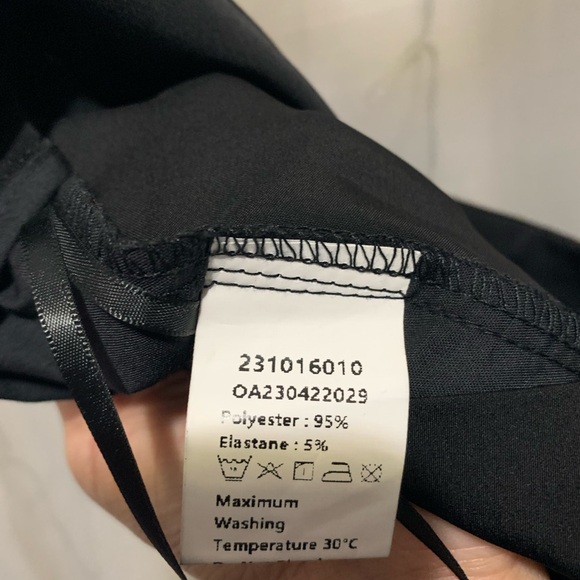 231016010
OA230422029
Polyester : 95%
Elastane : 5%
Maximum
Washing
Temperature 30°C